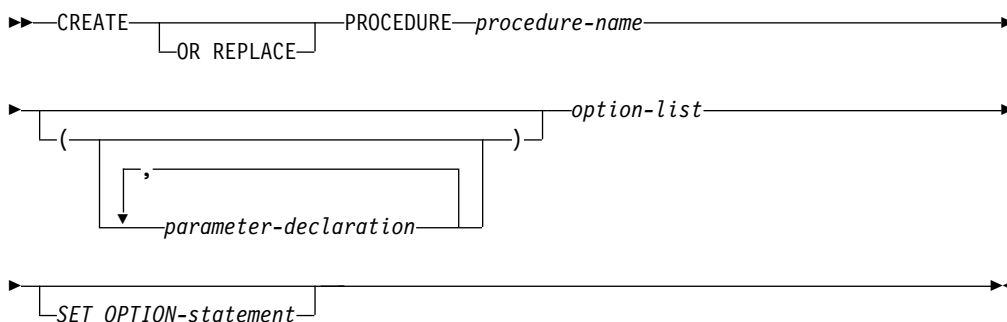 CREATE PROCEDURE procedure-name
OR REPLACE
option-list
( )
,
parameter-declaration
SET OPTION-statement